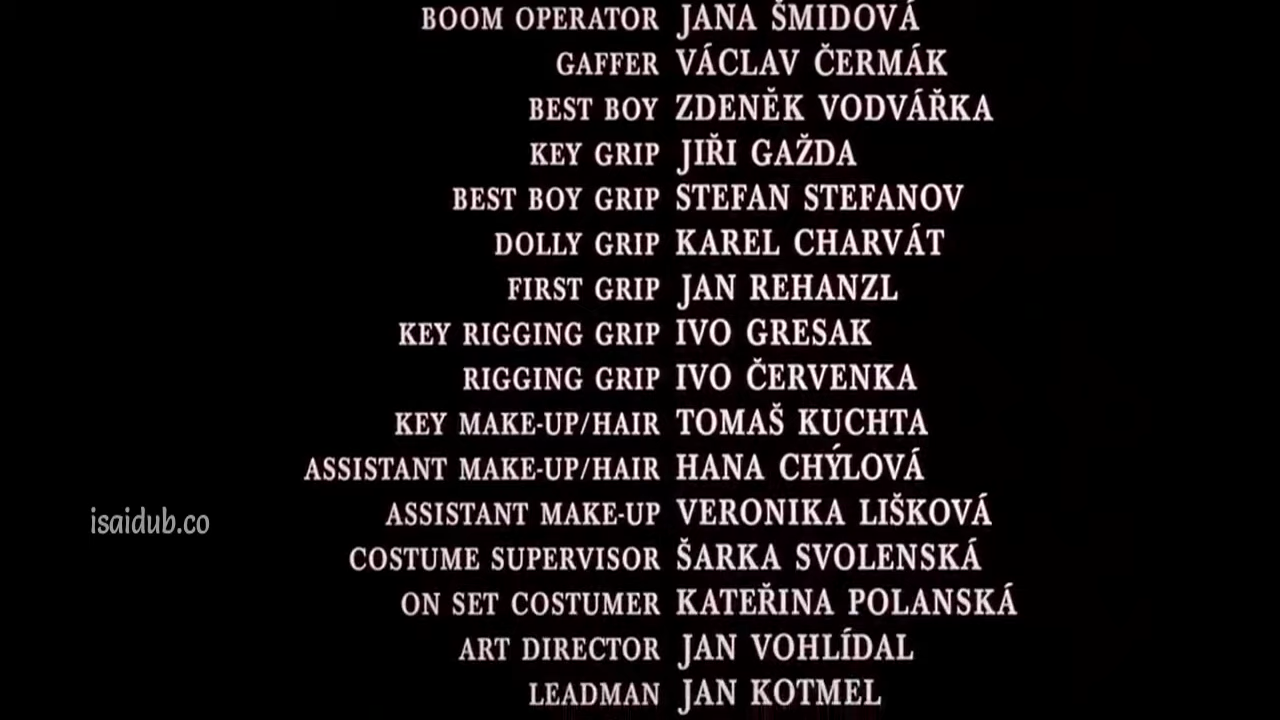 BOOM OPERATOR JANA ŠMIDOVÁ
GAFFER VÁCLAV ČERMÁK
BEST BOY ZDENĚK VODVÁŘKA
KEY GRIP JIŘI GAŽDA
BEST BOY GRIP STEFAN STEFANOV
DOLLY GRIP KAREL CHARVÁT
FIRST GRIP JAN REHANZL
KEY RIGGING GRIP IVO GRESAK
RIGGING GRIP IVO ČERVENKA
KEY MAKE-UP/HAIR TOMAŠ KUCHTA
ASSISTANT MAKE-UP/HAIR HANA CHÝLOVÁ
ASSISTANT MAKE-UP VERONIKA LIŠKOVÁ
isaidub.co
COSTUME SUPERVISOR ŠARKA SVOLENSKÁ
ON SET COSTUMER KATEŘINA POLANSKÁ
ART DIRECTOR JAN VOHLÍDAL
LEADMAN JAN KOTMEL